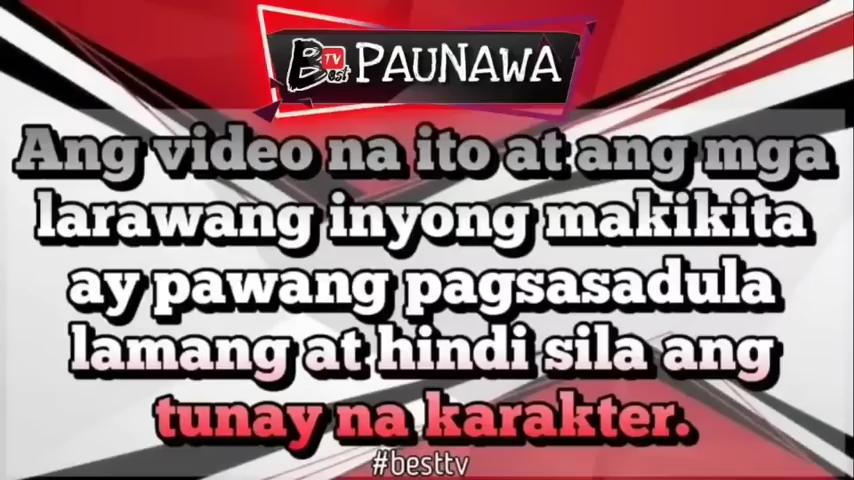 Best TV PAUNAWA
Ang video na ito at ang mga
larawang inyong makikita
ay pawang pagsasadula
lamang at hindi sila ang
tunay na karakter.
#besttv